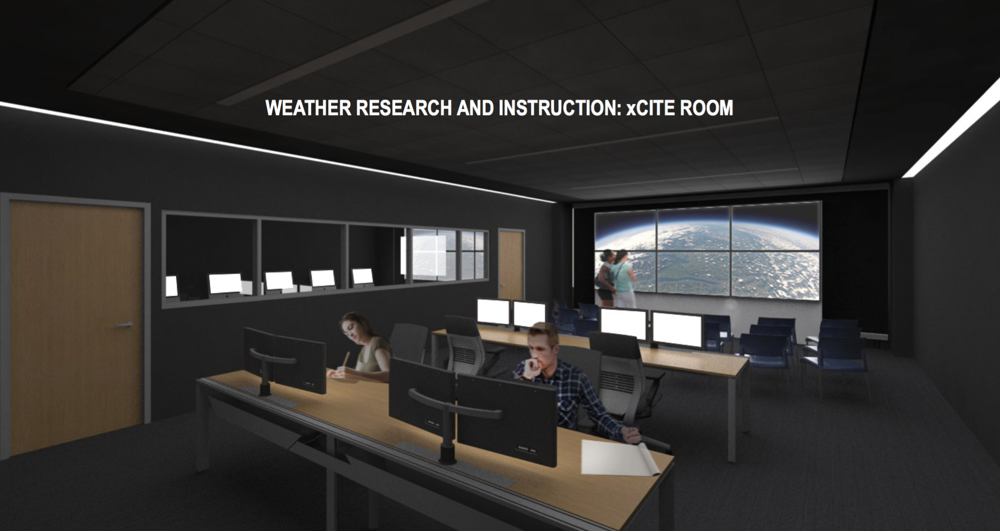 WEATHER RESEARCH AND INSTRUCTION: xCITE ROOM